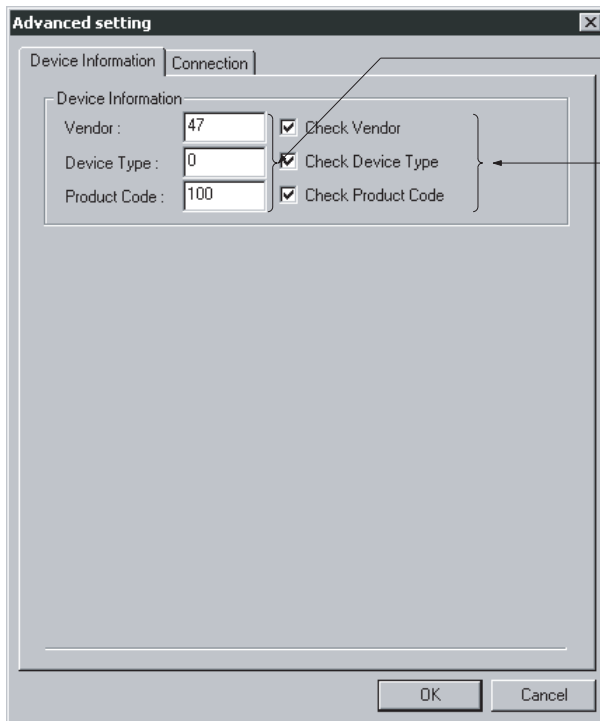 Advanced setting
Device Information Connection
Device Information
Vendor : 47 Check Vendor
Device Type : 0 Check Device Type
Product Code : 100 Check Product Code
OK Cancel